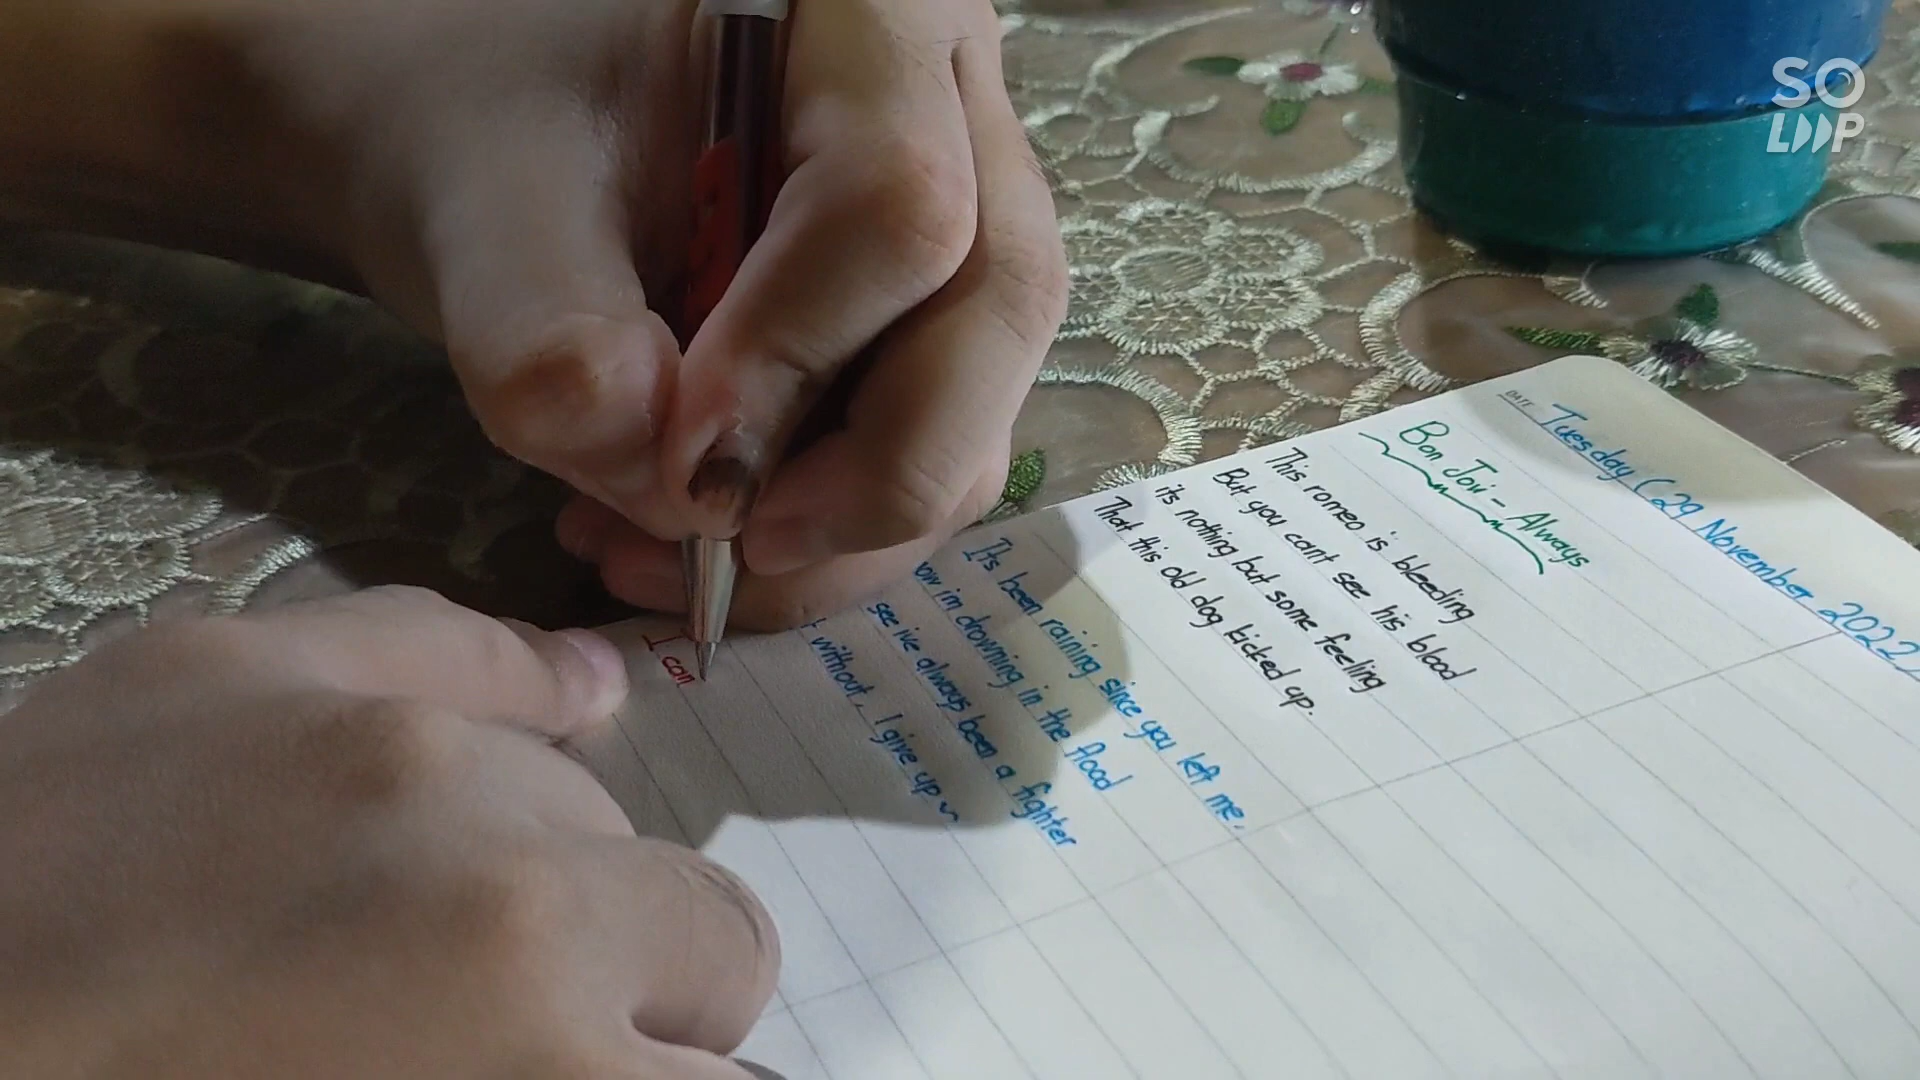 SO
LOOP
DATE Tuesday (29 November 2022)
Bon Jovi - Always
This romeo is bleeding
But you cant see his blood
it's nothing but some feeling
That this old dog kicked up.
It's been raining since you left me,
im drowning in the flood
see ive always been a fighter
without, I give up~
I can